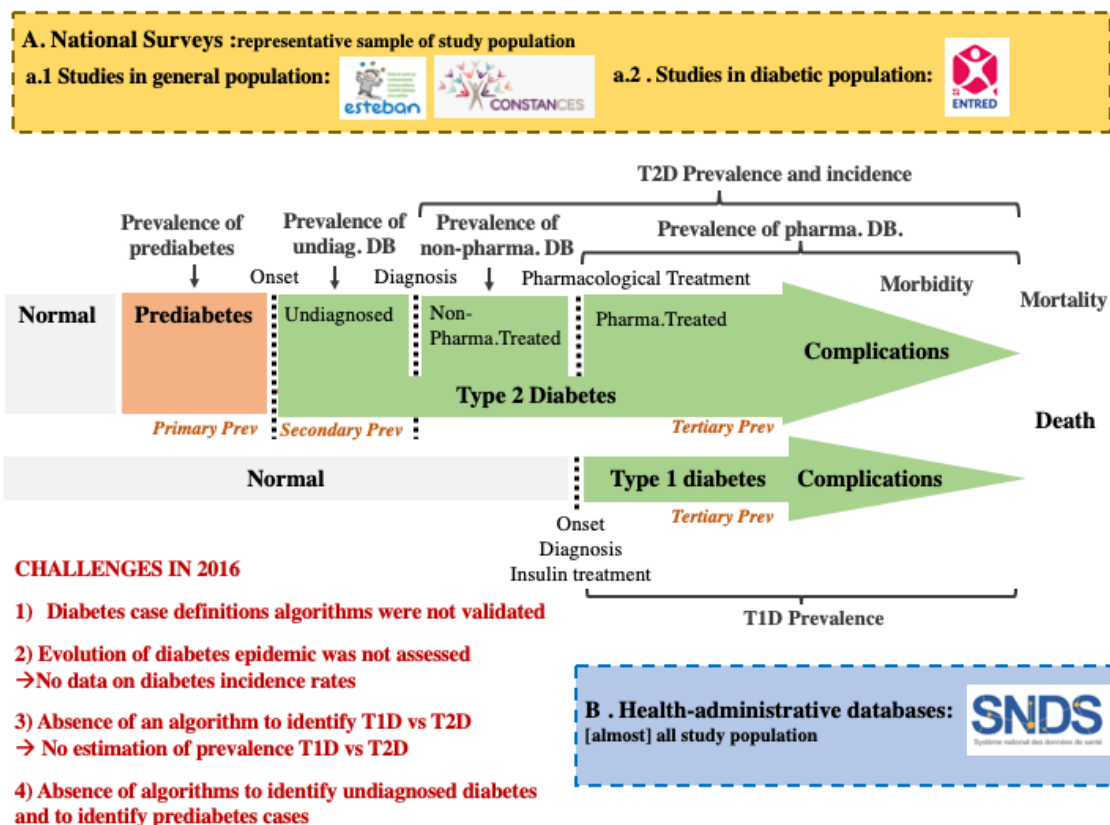 A. National Surveys :representative sample of study population
a.1 Studies in general population:
esteban
CONSTANCES
a.2 . Studies in diabetic population:
ENTRED
T2D Prevalence and incidence
Prevalence of
prediabetes
Prevalence of
undiag. DB
Prevalence of
non-pharma. DB
Prevalence of pharma. DB.
Onset
Diagnosis
Pharmacological Treatment
Morbidity
Mortality
Normal
Prediabetes
Undiagnosed
Non-
Pharma.Treated
Pharma.Treated
Complications
Type 2 Diabetes
Primary Prev
Secondary Prev
Tertiary Prev
Death
Normal
Type 1 diabetes
Complications
Tertiary Prev
Onset
Diagnosis
Insulin treatment
T1D Prevalence
CHALLENGES IN 2016
1) Diabetes case definitions algorithms were not validated
2) Evolution of diabetes epidemic was not assessed
→No data on diabetes incidence rates
3) Absence of an algorithm to identify T1D vs T2D
→ No estimation of prevalence T1D vs T2D
4) Absence of algorithms to identify undiagnosed diabetes
and to identify prediabetes cases
B . Health-administrative databases:
[almost] all study population
SNDS
Système national des données de santé